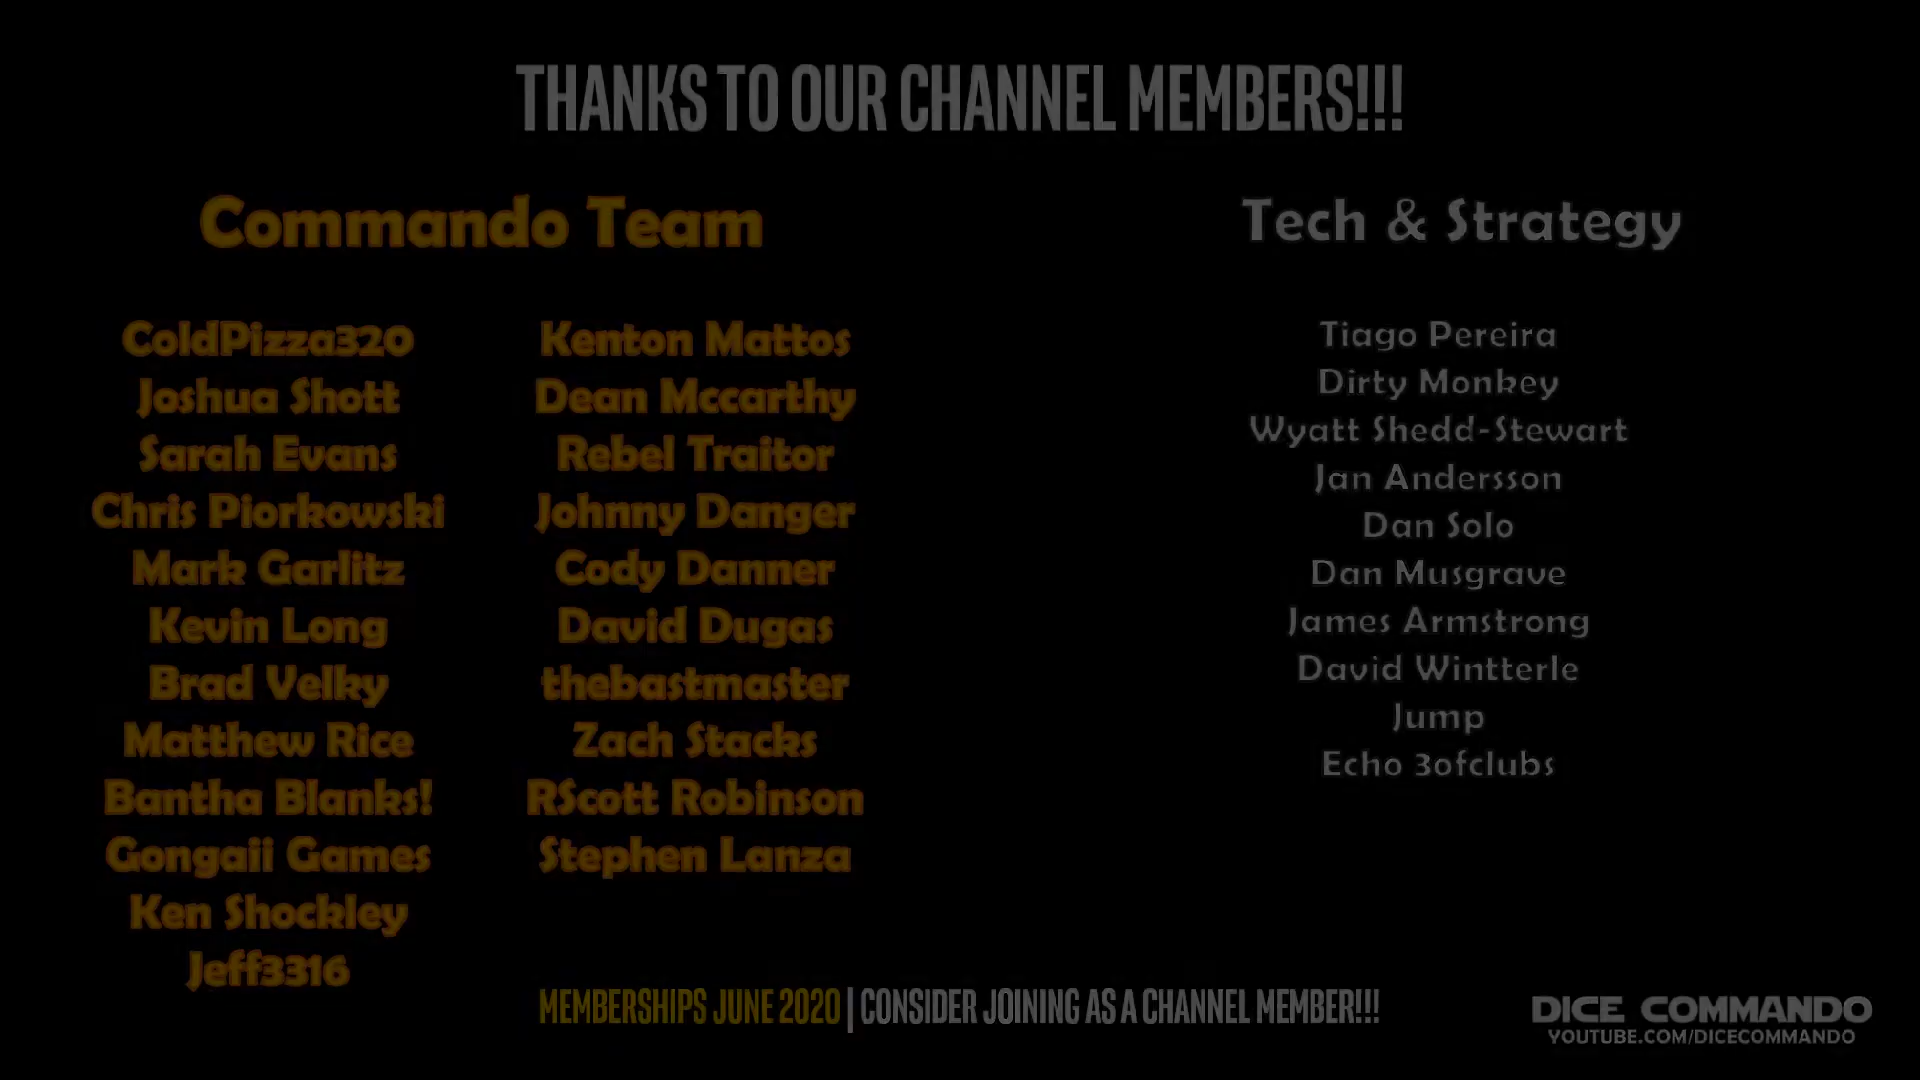 THANKS TO OUR CHANNEL MEMBERS!!!
Commando Team
ColdPizza320
Joshua Shott
Sarah Evans
Chris Piorkowski
Mark Garlitz
Kevin Long
Brad Velky
Matthew Rice
Bantha Blanks!
Gongaii Games
Ken Shockley
Jeff3316
Kenton Mattos
Dean Mccarthy
Rebel Traitor
Johnny Danger
Cody Danner
David Dugas
thebastmaster
Zach Stacks
RScott Robinson
Stephen Lanza
Tech & Strategy
Tiago Pereira
Dirty Monkey
Wyatt Shedd-Stewart
Jan Andersson
Dan Solo
Dan Musgrave
James Armstrong
David Wintterle
Jump
Echo 3ofclubs
MEMBERSHIPS JUNE 2020 | CONSIDER JOINING AS A CHANNEL MEMBER!!!
DICE COMMANDO
YOUTUBE.COM/DICECOMMANDO